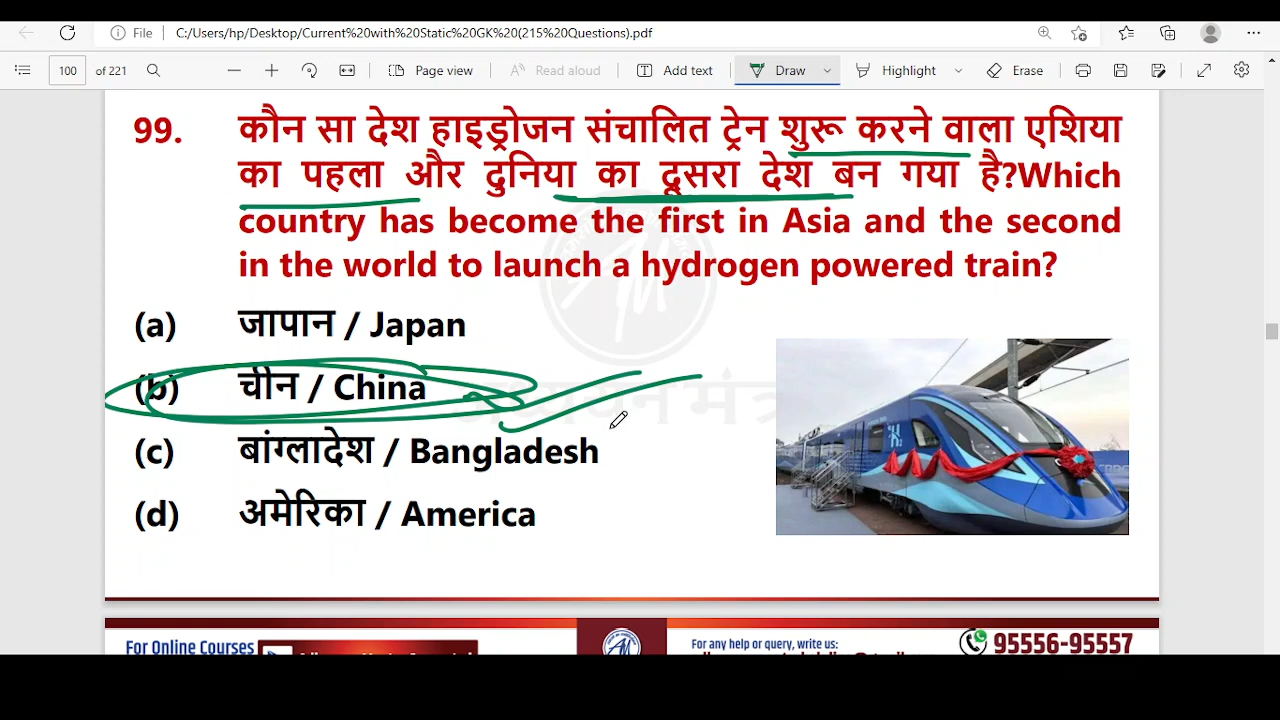 File C:/Users/hp/Desktop/Current%20with%20Static%20GK%20(215%20Questions).pdf
100 of 221 Page view Read aloud Add text Draw Highlight Erase
99. कौन सा देश हाइड्रोजन संचालित ट्रेन शुरू करने वाला एशिया
का पहला और दुनिया का दूसरा देश बन गया है?Which
country has become the first in Asia and the second
in the world to launch a hydrogen powered train?
(a) जापान / Japan
(b) चीन / China
(c) बांग्लादेश / Bangladesh
(d) अमेरिका / America
For Online Courses
For any help or query, write us:
95556-95557